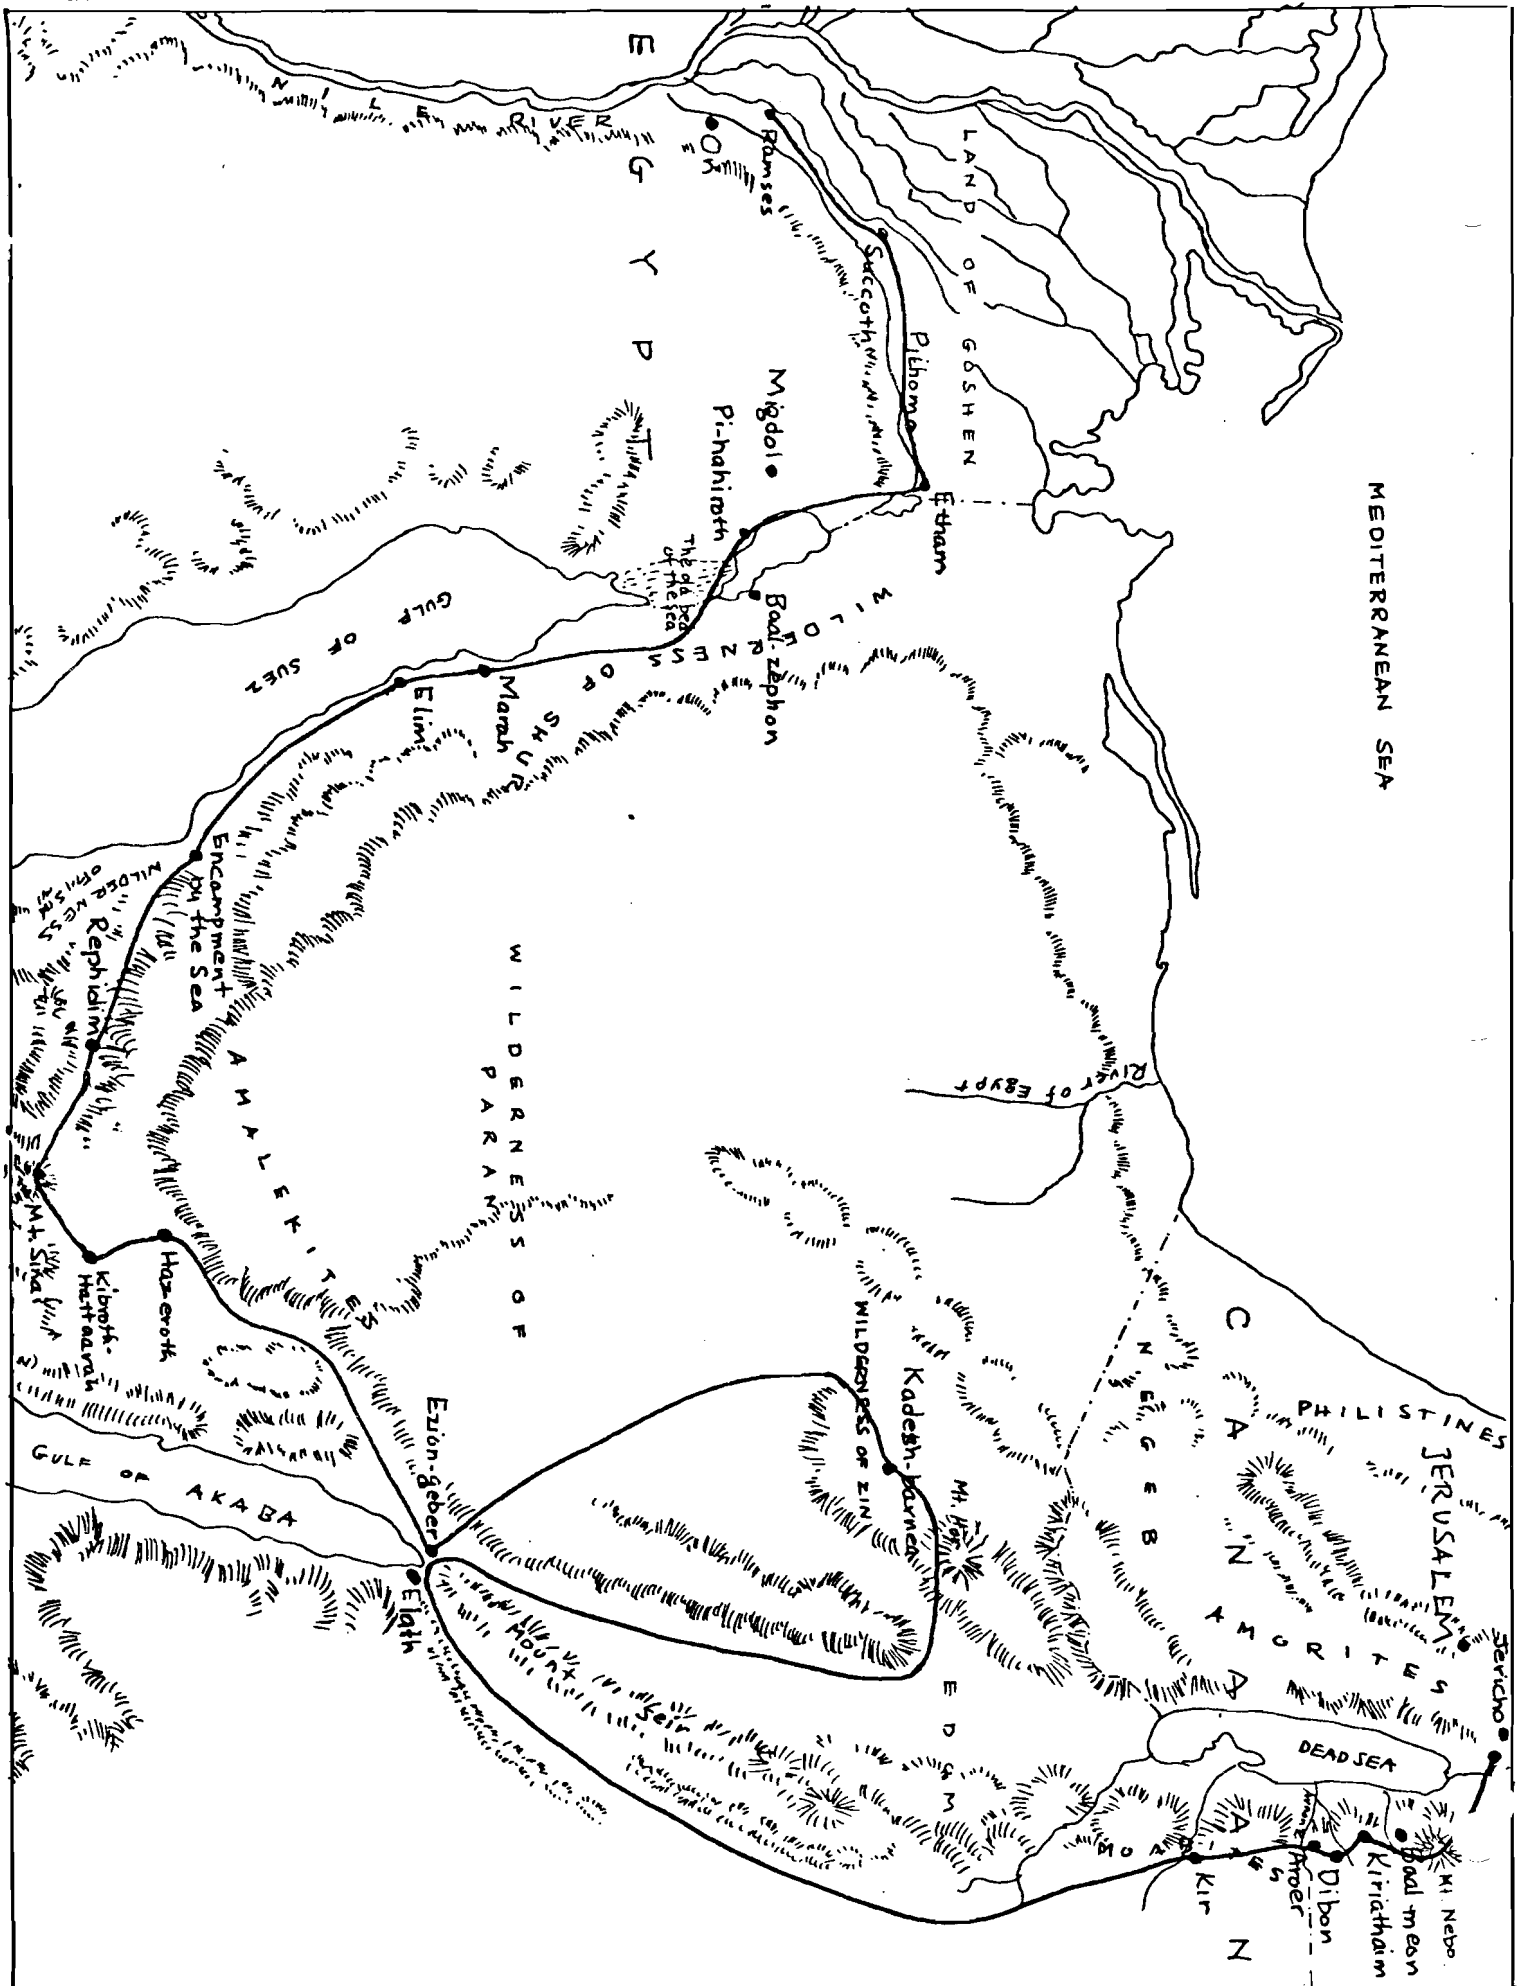 MEDITERRANEAN SEA
LAND OF GOSHEN
EGYPT
NILE RIVER
On
Ramses
Succoth
Pithom
Etham
Migdol
Pi-hahiroth
Baal-zephon
The old bed
of the sea
WILDERNESS OF SHUR
GULF OF SUEZ
Marah
Elim
Encampment
by the Sea
WILDERNESS
OF SIN
Rephidim
Mt. Sinai
Kibroth-
Hattaarah
Hazeroth
AMALEKITES
WILDERNESS OF
PARAN
River of Egypt
GULF OF AKABA
Ezion-geber
Elath
WILDERNESS OF ZIN
Kadesh-barnea
Mt. Hor
Mount Seir
EDOM
NEGEB
CANAAN
PHILISTINES
JERUSALEM
Jericho
AMORITES
DEAD SEA
MOAB
Kir
Aroer
Dibon
Kiriathaim
Baal-meon
Mt. Nebo